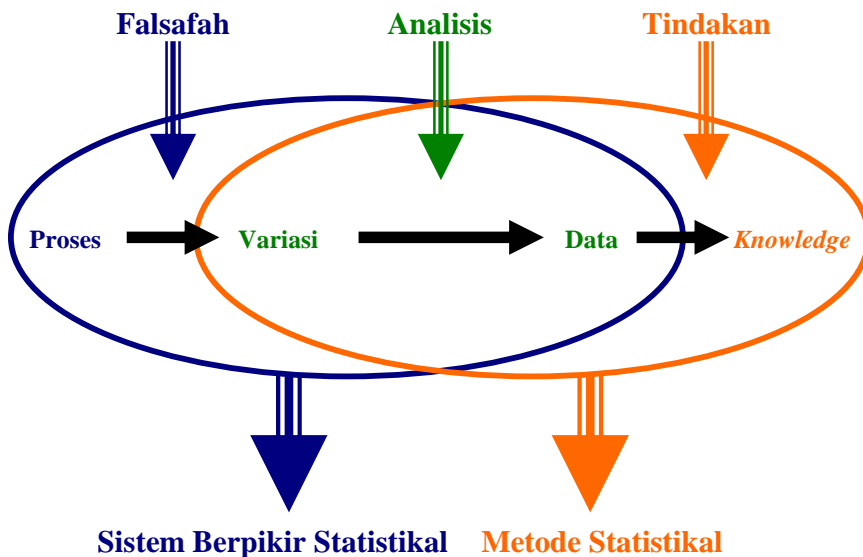 Falsafah Analisis Tindakan
Proses Variasi Data Knowledge
Sistem Berpikir Statistikal Metode Statistikal